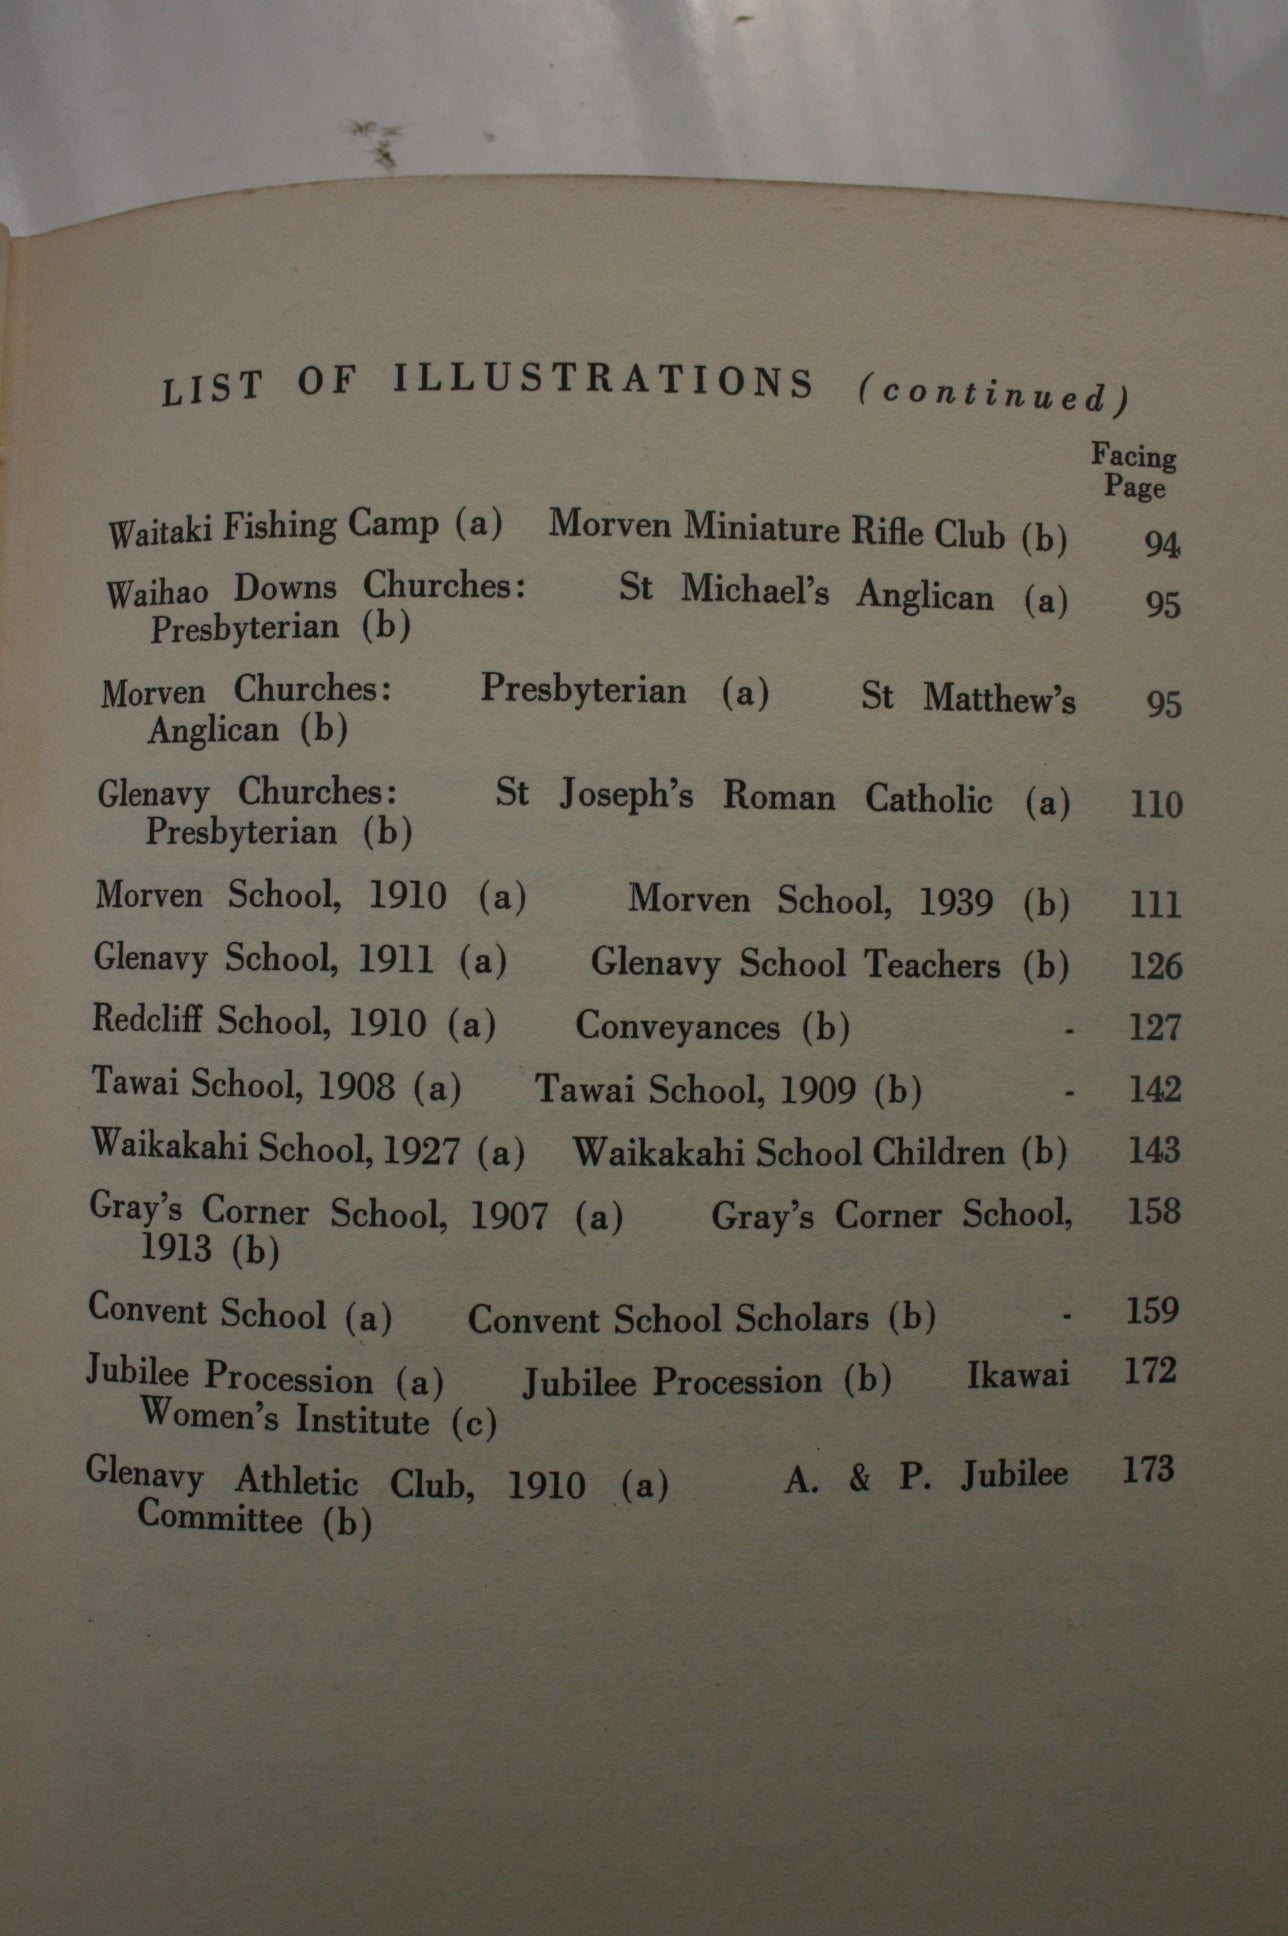 LIST OF ILLUSTRATIONS (continued)
Facing
Page
Waitaki Fishing Camp (a) Morven Miniature Rifle Club (b) 94
Waihao Downs Churches: St Michael's Anglican (a) 95
Presbyterian (b)
Morven Churches: Presbyterian (a) St Matthew's 95
Anglican (b)
Glenavy Churches: St Joseph's Roman Catholic (a) 110
Presbyterian (b)
Morven School, 1910 (a) Morven School, 1939 (b) 111
Glenavy School, 1911 (a) Glenavy School Teachers (b) 126
Redcliff School, 1910 (a) Conveyances (b) - 127
Tawai School, 1908 (a) Tawai School, 1909 (b) - 142
Waikakahi School, 1927 (a) Waikakahi School Children (b) 143
Gray's Corner School, 1907 (a) Gray's Corner School, 158
1913 (b)
Convent School (a) Convent School Scholars (b) - 159
Jubilee Procession (a) Jubilee Procession (b) Ikawai 172
Women's Institute (c)
Glenavy Athletic Club, 1910 (a) A. & P. Jubilee 173
Committee (b)